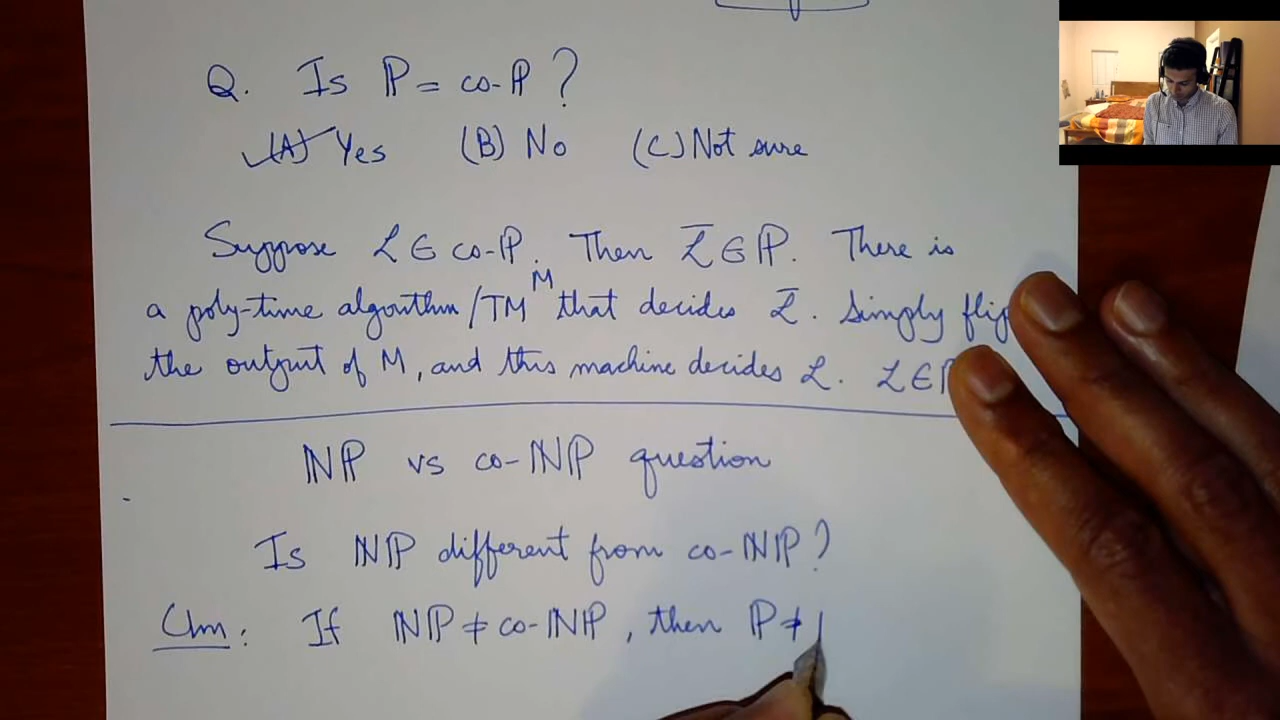 Q. Is ℙ = co-ℙ ?
(A) Yes (B) No (C) Not sure
Suppose L ∈ co-ℙ. Then L̅ ∈ ℙ. There is
a poly-time algorithm/TM M that decides L̅. Simply flip
the output of M, and this machine decides L. L ∈ ℙ
ℕℙ vs co-ℕℙ question
Is ℕℙ different from co-ℕℙ?
Clm: If ℕℙ ≠ co-ℕℙ, then ℙ ≠